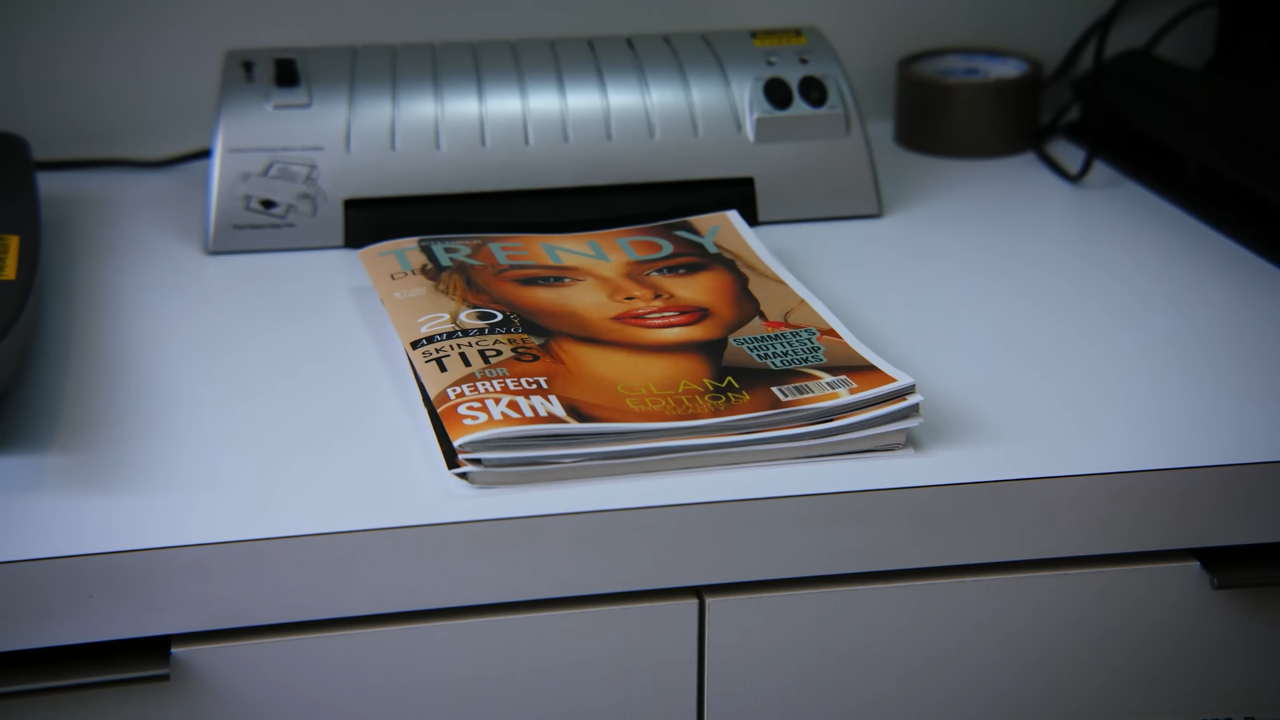 TRENDY
20
AMAZING
SKINCARE
TIPS
FOR
PERFECT
SKIN
SUMMER'S
HOTTEST
MAKEUP
LOOKS
GLAM
EDITION